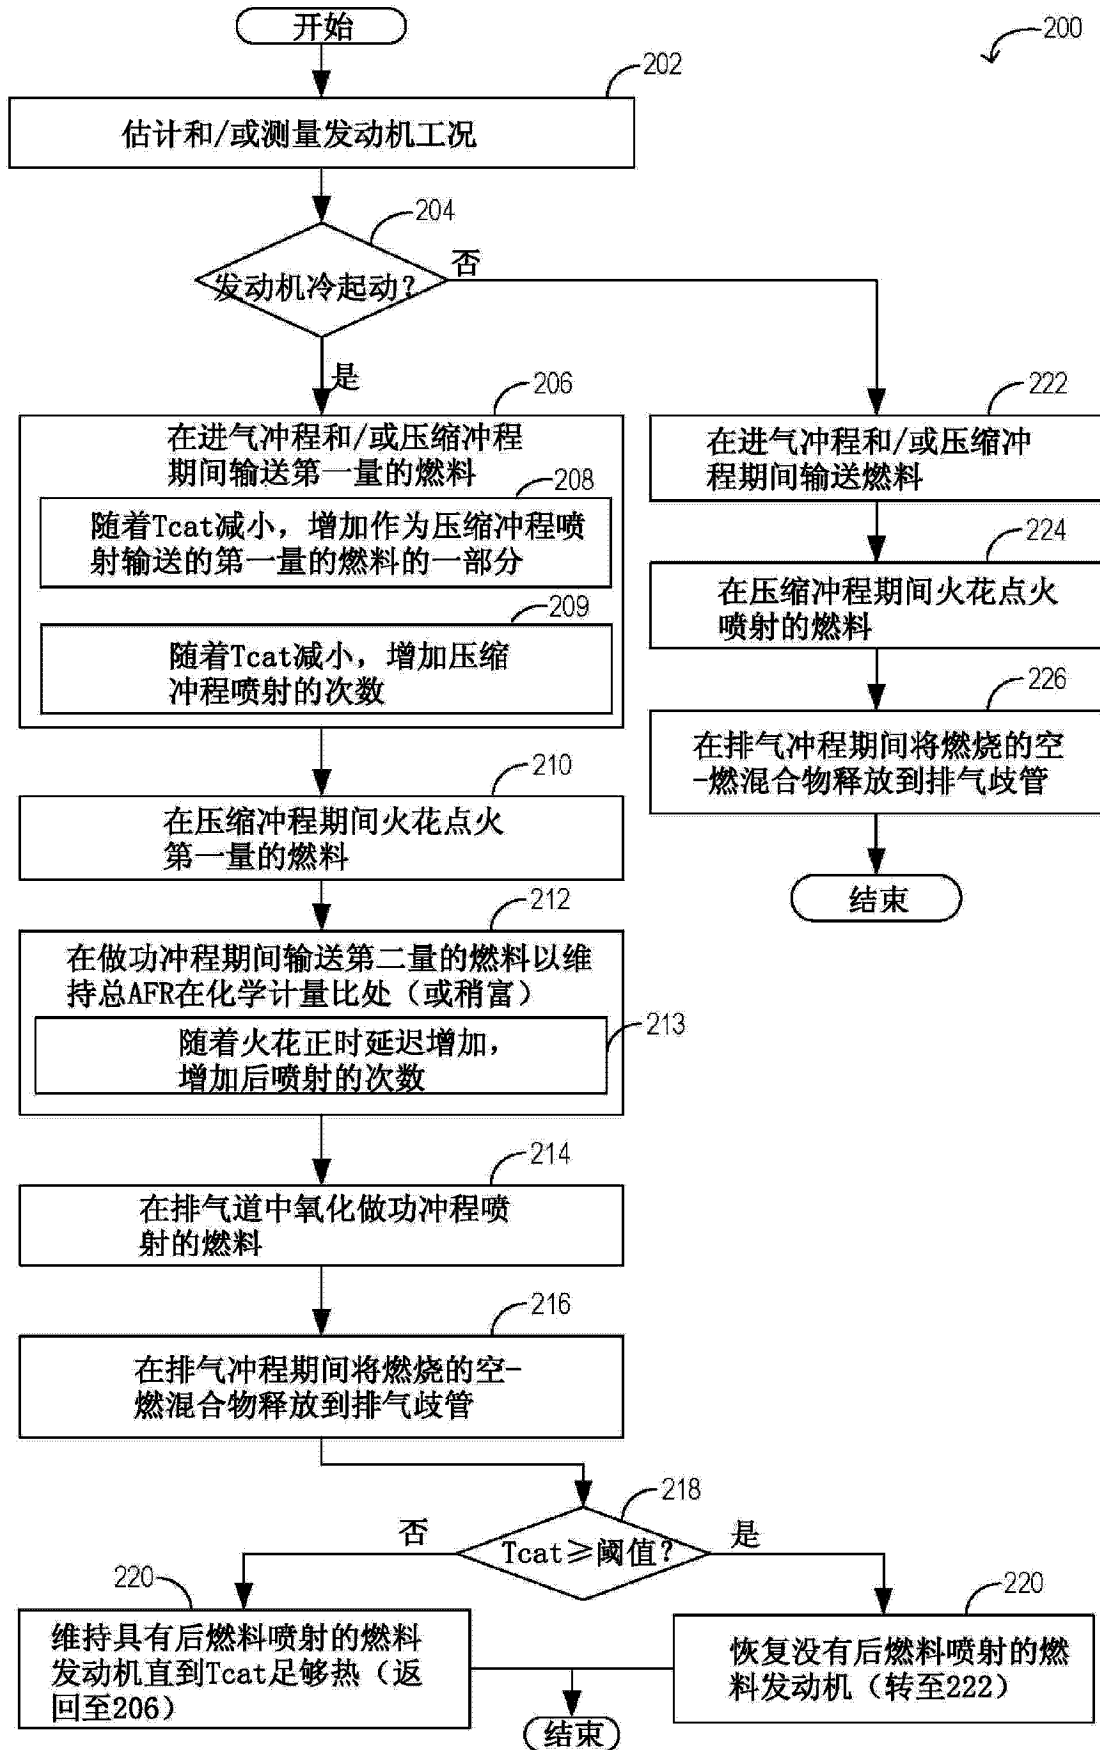 开始
200
202
估计和/或测量发动机工况
204
发动机冷起动?
否
是
206
在进气冲程和/或压缩冲程
期间输送第一量的燃料
208
随着Tcat减小，增加作为压缩冲程喷
射输送的第一量的燃料的一部分
209
随着Tcat减小，增加压缩
冲程喷射的次数
210
在压缩冲程期间火花点火
第一量的燃料
212
在做功冲程期间输送第二量的燃料以维
持总AFR在化学计量比处（或稍富）
213
随着火花正时延迟增加，
增加后喷射的次数
214
在排气道中氧化做功冲程喷
射的燃料
216
在排气冲程期间将燃烧的空-
燃混合物释放到排气歧管
222
在进气冲程和/或压缩冲
程期间输送燃料
224
在压缩冲程期间火花点火
喷射的燃料
226
在排气冲程期间将燃烧的空
-燃混合物释放到排气歧管
结束
218
Tcat≥阈值?
否
是
220
维持具有后燃料喷射的燃料
发动机直到Tcat足够热（返
回至206）
220
恢复没有后燃料喷射的燃
料发动机（转至222）
结束